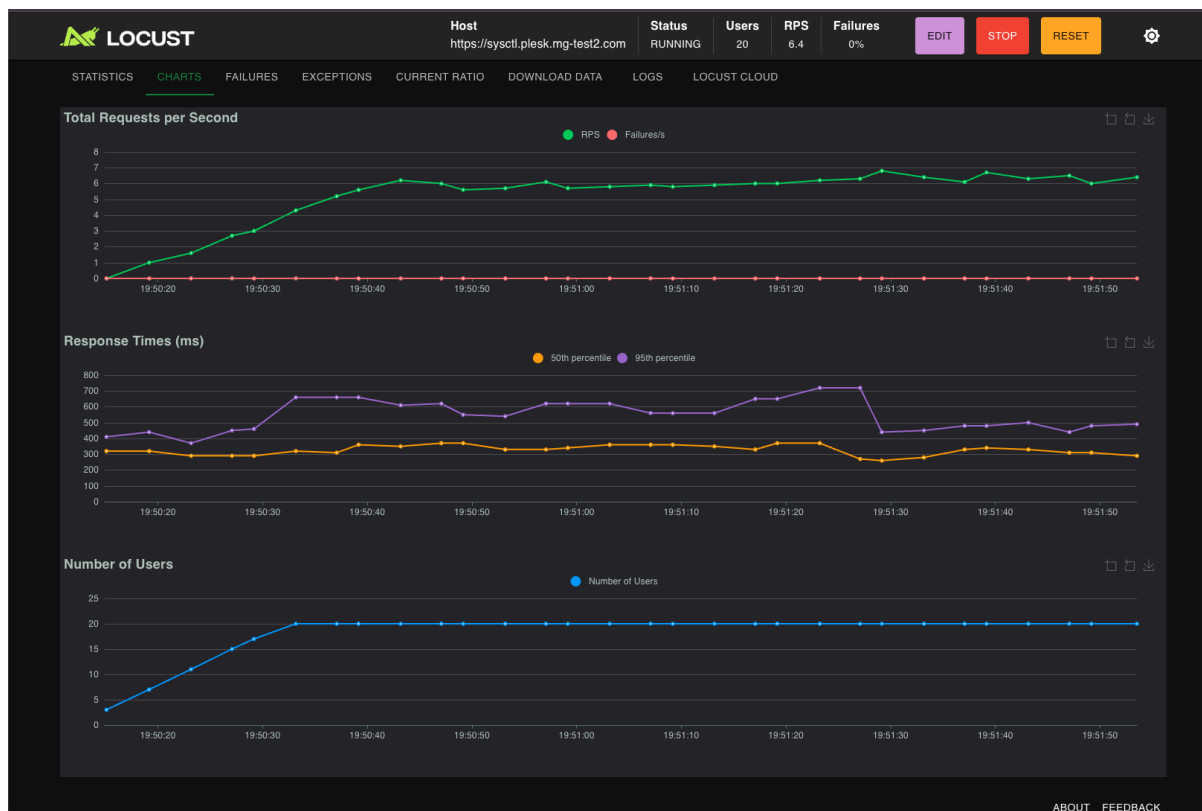 LOCUST
Host
https://sysctl.plesk.mg-test2.com
Status
RUNNING
Users
20
RPS
6.4
Failures
0%
EDIT
STOP
RESET
STATISTICS CHARTS FAILURES EXCEPTIONS CURRENT RATIO DOWNLOAD DATA LOGS LOCUST CLOUD
Total Requests per Second
RPS Failures/s
8
7
6
5
4
3
2
1
0
19:50:20 19:50:30 19:50:40 19:50:50 19:51:00 19:51:10 19:51:20 19:51:30 19:51:40 19:51:50
Response Times (ms)
50th percentile 95th percentile
800
700
600
500
400
300
200
100
0
19:50:20 19:50:30 19:50:40 19:50:50 19:51:00 19:51:10 19:51:20 19:51:30 19:51:40 19:51:50
Number of Users
Number of Users
25
20
15
10
5
0
19:50:20 19:50:30 19:50:40 19:50:50 19:51:00 19:51:10 19:51:20 19:51:30 19:51:40 19:51:50
ABOUT FEEDBACK